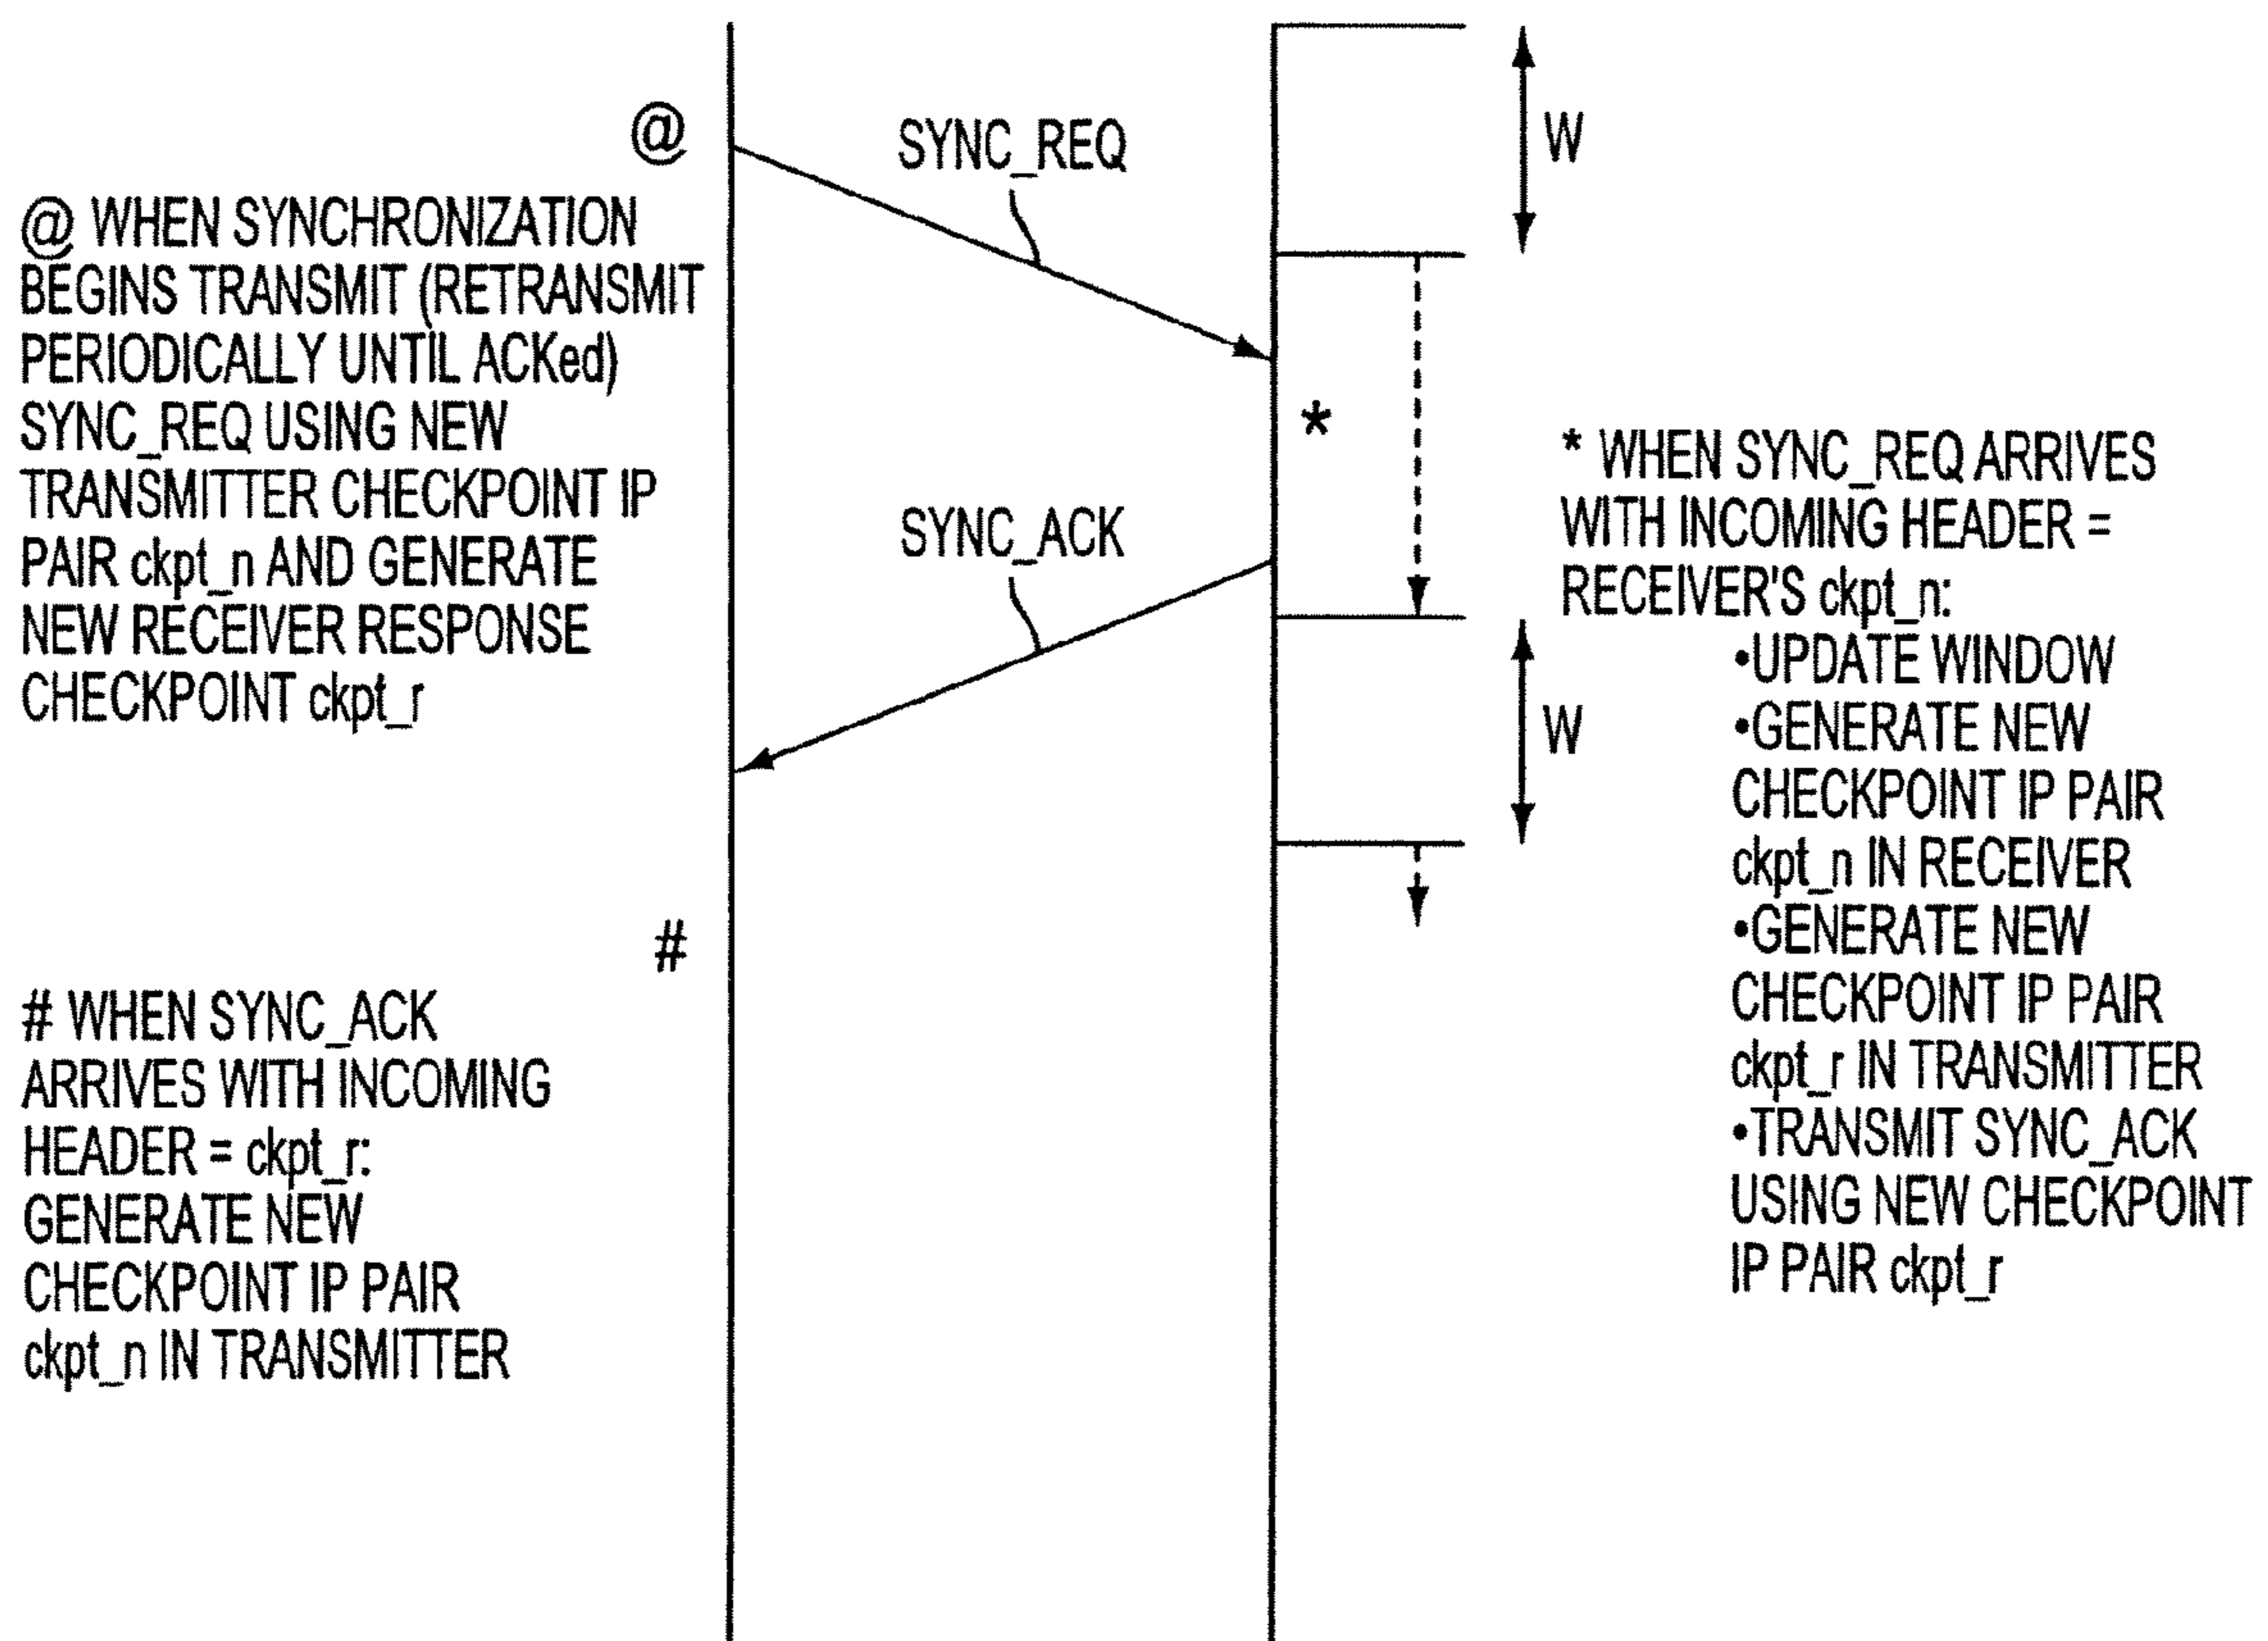 @
SYNC_REQ
W
@ WHEN SYNCHRONIZATION
BEGINS TRANSMIT (RETRANSMIT
PERIODICALLY UNTIL ACKed)
SYNC_REQ USING NEW
TRANSMITTER CHECKPOINT IP
PAIR ckpt_n AND GENERATE
NEW RECEIVER RESPONSE
CHECKPOINT ckpt_r
*
SYNC_ACK
W
* WHEN SYNC_REQ ARRIVES
WITH INCOMING HEADER =
RECEIVER'S ckpt_n:
•UPDATE WINDOW
•GENERATE NEW
CHECKPOINT IP PAIR
ckpt_n IN RECEIVER
•GENERATE NEW
CHECKPOINT IP PAIR
ckpt_r IN TRANSMITTER
•TRANSMIT SYNC_ACK
USING NEW CHECKPOINT
IP PAIR ckpt_r
#
# WHEN SYNC_ACK
ARRIVES WITH INCOMING
HEADER = ckpt_r:
GENERATE NEW
CHECKPOINT IP PAIR
ckpt_n IN TRANSMITTER